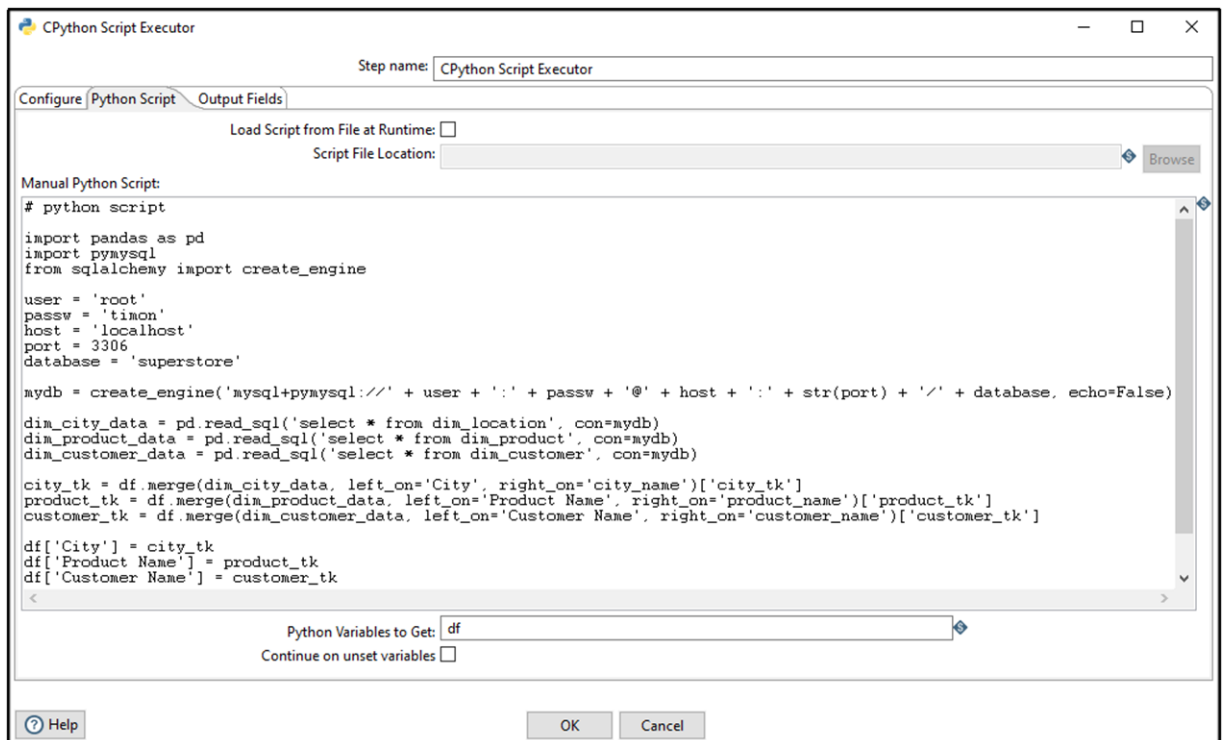 CPython Script Executor
Step name: CPython Script Executor
Configure Python Script Output Fields
Load Script from File at Runtime:
Script File Location: Browse
Manual Python Script:
# python script
import pandas as pd
import pymysql
from sqlalchemy import create_engine
user = 'root'
passw = 'timon'
host = 'localhost'
port = 3306
database = 'superstore'
mydb = create_engine('mysql+pymysql://' + user + ':' + passw + '@' + host + ':' + str(port) + '/' + database, echo=False)
dim_city_data = pd.read_sql('select * from dim_location', con=mydb)
dim_product_data = pd.read_sql('select * from dim_product', con=mydb)
dim_customer_data = pd.read_sql('select * from dim_customer', con=mydb)
city_tk = df.merge(dim_city_data, left_on='City', right_on='city_name')['city_tk']
product_tk = df.merge(dim_product_data, left_on='Product Name', right_on='product_name')['product_tk']
customer_tk = df.merge(dim_customer_data, left_on='Customer Name', right_on='customer_name')['customer_tk']
df['City'] = city_tk
df['Product Name'] = product_tk
df['Customer Name'] = customer_tk
Python Variables to Get: df
Continue on unset variables
Help OK Cancel